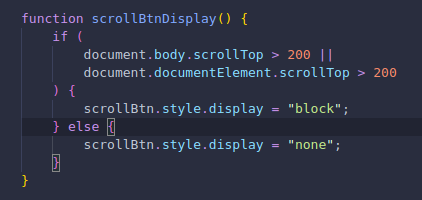 function scrollBtnDisplay() {
    if (
        document.body.scrollTop > 200 ||
        document.documentElement.scrollTop > 200
    ) {
        scrollBtn.style.display = "block";
    } else {
        scrollBtn.style.display = "none";
    }
}